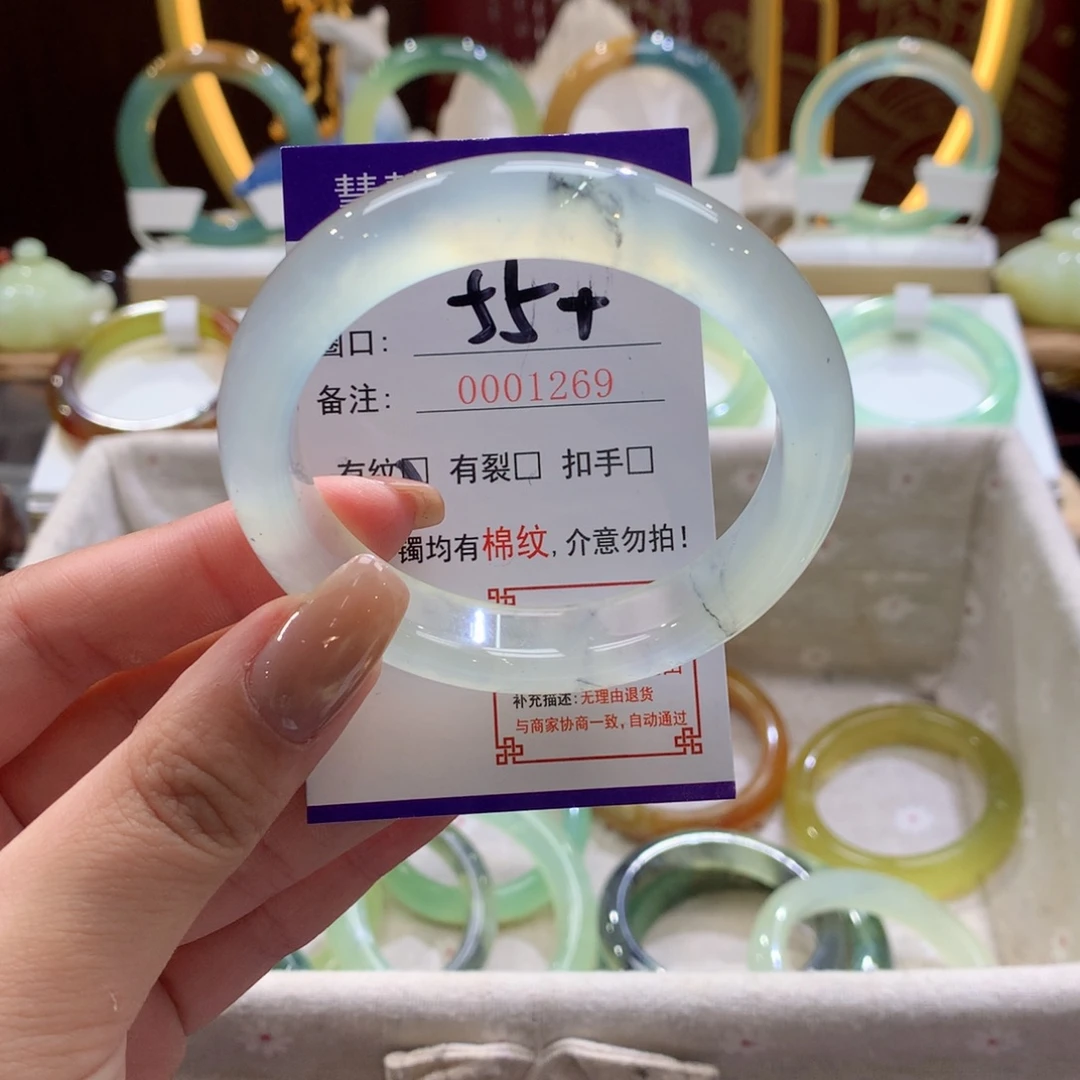 慧
圈口: 55+
备注: 0001269
有纹□ 有裂□ 扣手□
镯均有棉纹,介意勿拍!
补充描述:无理由退货
与商家协商一致,自动通过